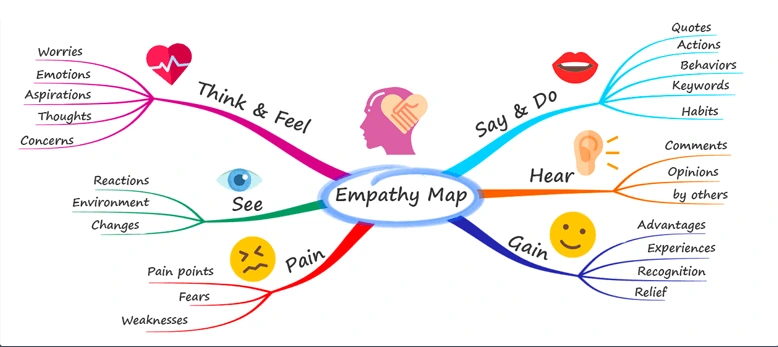 Empathy Map
Think & Feel
Worries
Emotions
Aspirations
Thoughts
Concerns
See
Reactions
Environment
Changes
Pain
Pain points
Fears
Weaknesses
Say & Do
Quotes
Actions
Behaviors
Keywords
Habits
Hear
Comments
Opinions
by others
Gain
Advantages
Experiences
Recognition
Relief